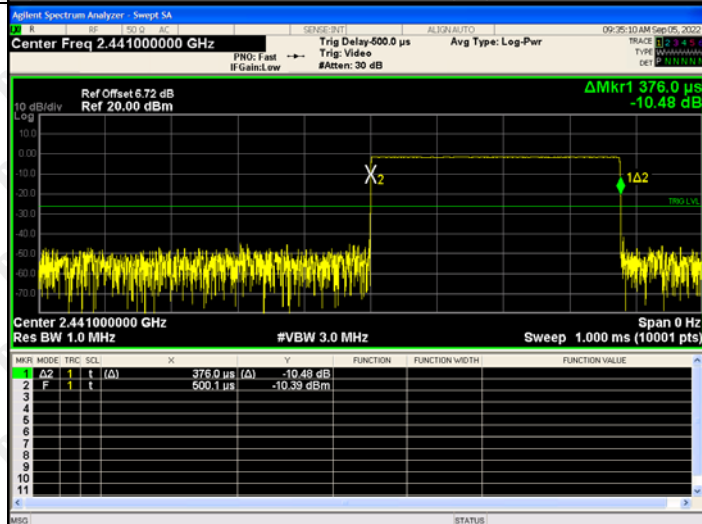 Agilent Spectrum Analyzer - Swept SA
R RF 50 Ω AC SENSE:INT ALIGNAUTO 09:35:10 AM Sep 05, 2022
Center Freq 2.441000000 GHz
PNO: Fast
IFGain:Low
Trig Delay-500.0 µs
Trig: Video
#Atten: 30 dB
Avg Type: Log-Pwr
TRACE 1 2 3 4 5 6
TYPE
DET P N N N N N
ΔMkr1 376.0 µs
-10.48 dB
Ref Offset 6.72 dB
10 dB/div Ref 20.00 dBm
Log
10.0
0.00
-10.0
-20.0
-30.0
-40.0
-50.0
-60.0
-70.0
X2
1Δ2
TRIG LVL
Center 2.441000000 GHz Span 0 Hz
Res BW 1.0 MHz #VBW 3.0 MHz Sweep 1.000 ms (10001 pts)
MKR MODE TRC SCL X Y FUNCTION FUNCTION WIDTH FUNCTION VALUE
1 Δ2 1 t (Δ) 376.0 µs (Δ) -10.48 dB
2 F 1 t 500.1 µs -10.39 dBm
3
4
5
6
7
8
9
10
11
MSG STATUS